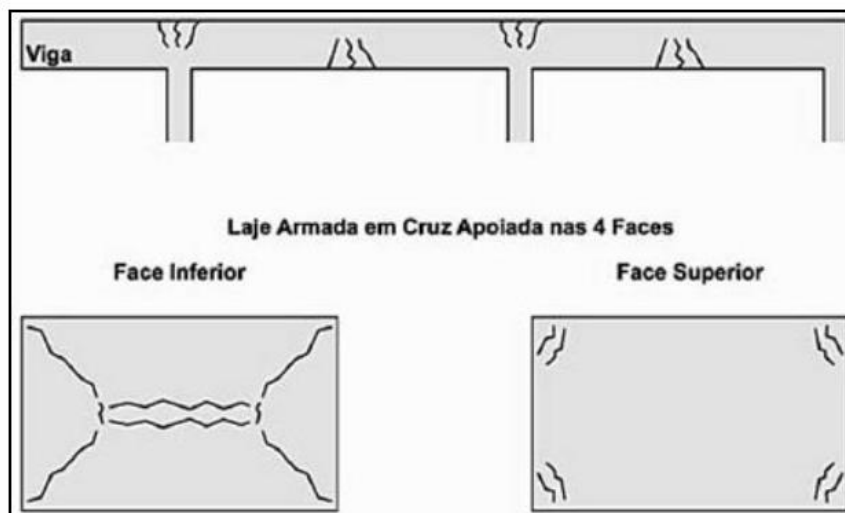 Viga
Laje Armada em Cruz Apoiada nas 4 Faces
Face Inferior
Face Superior